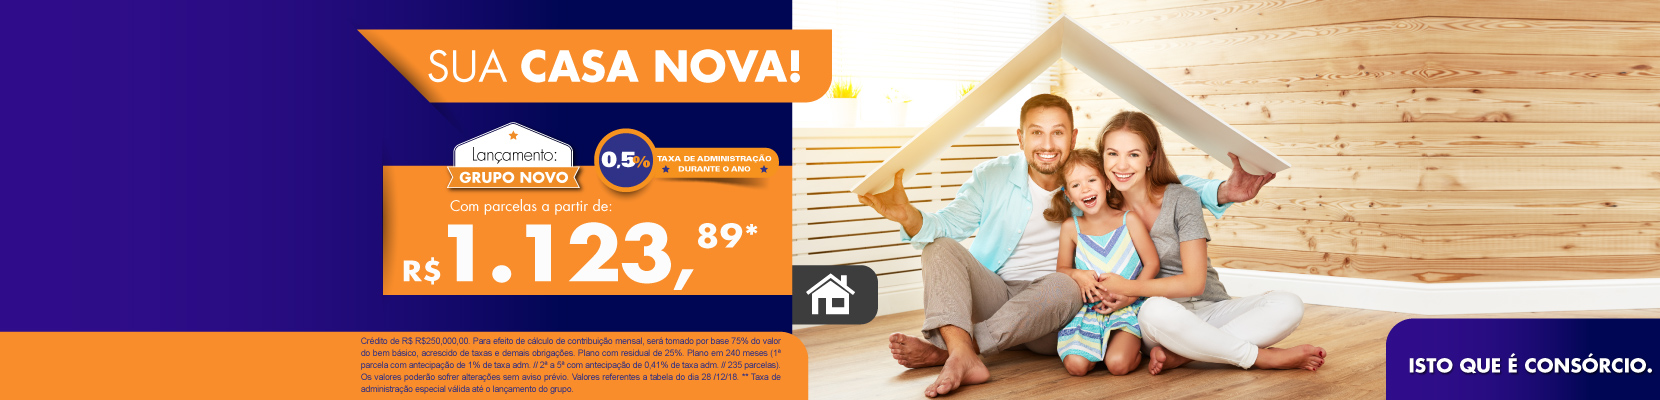 SUA CASA NOVA!
Lançamento:
GRUPO NOVO
0,5%
TAXA DE ADMINISTRAÇÃO
DURANTE O ANO
Com parcelas a partir de:
R$ 1.123,89*
Crédito de R$ R$250,000,00. Para efeito de cálculo de contribuição mensal, será tomado por base 75% do valor
do bem básico, acrescido de taxas e demais obrigações. Plano com residual de 25%. Plano em 240 meses (1ª
parcela com antecipação de 1% de taxa adm. // 2ª a 5ª com antecipação de 0,41% de taxa adm. // 235 parcelas).
Os valores poderão sofrer alterações sem aviso prévio. Valores referentes a tabela do dia 28 /12/18. ** Taxa de
administração especial válida até o lançamento do grupo.
ISTO QUE É CONSÓRCIO.